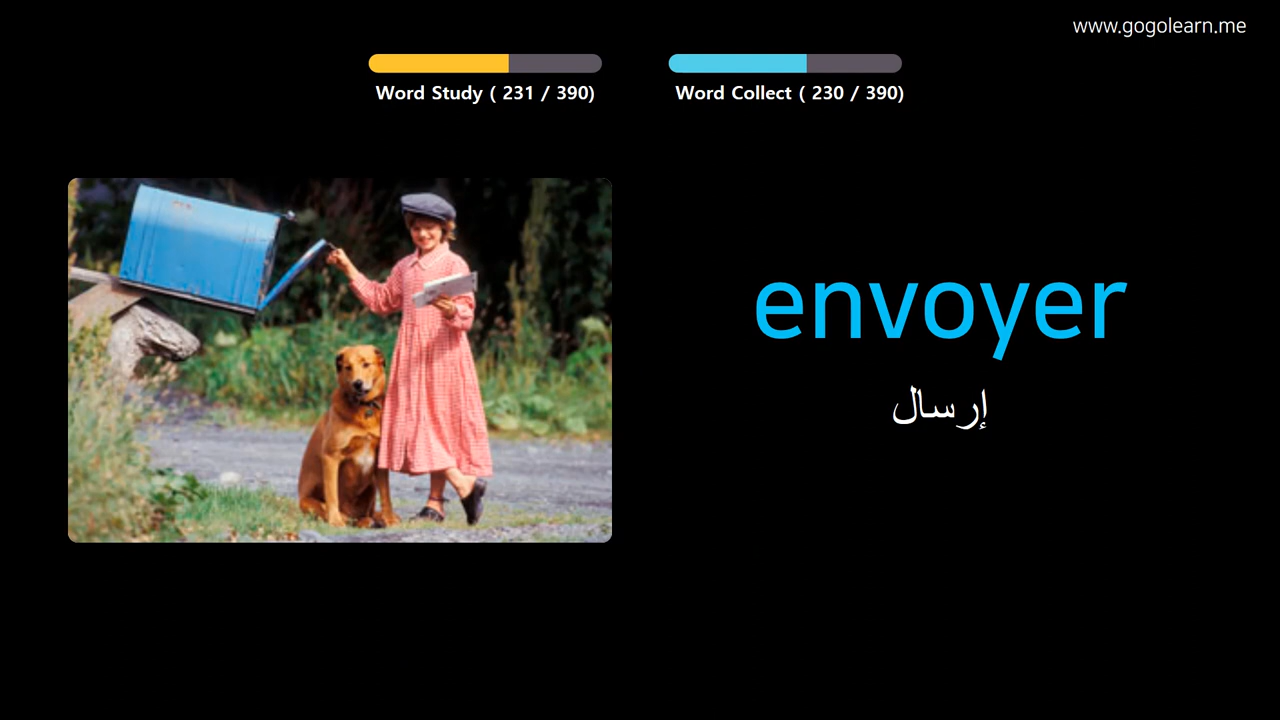 www.gogolearn.me
Word Study ( 231 / 390)
Word Collect ( 230 / 390)
envoyer
إرسال